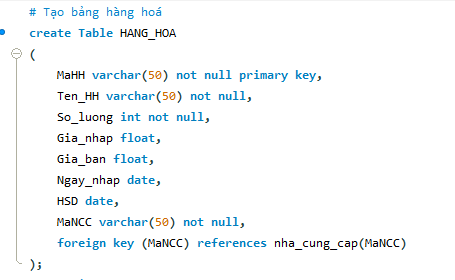 # Tạo bảng hàng hoá
create Table HANG_HOA
(
MaHH varchar(50) not null primary key,
Ten_HH varchar(50) not null,
So_luong int not null,
Gia_nhap float,
Gia_ban float,
Ngay_nhap date,
HSD date,
MaNCC varchar(50) not null,
foreign key (MaNCC) references nha_cung_cap(MaNCC)
);